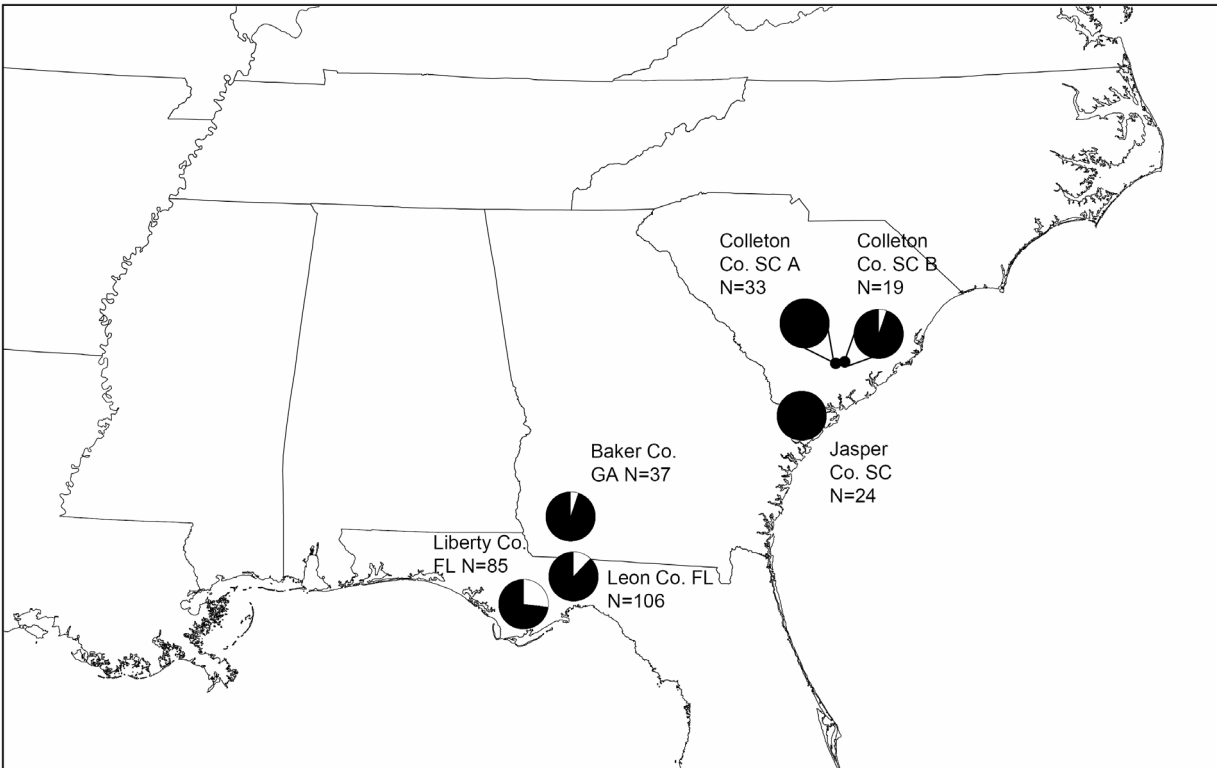 Colleton
Co. SC A
N=33
Colleton
Co. SC B
N=19
Jasper
Co. SC
N=24
Baker Co.
GA N=37
Liberty Co.
FL N=85
Leon Co. FL
N=106